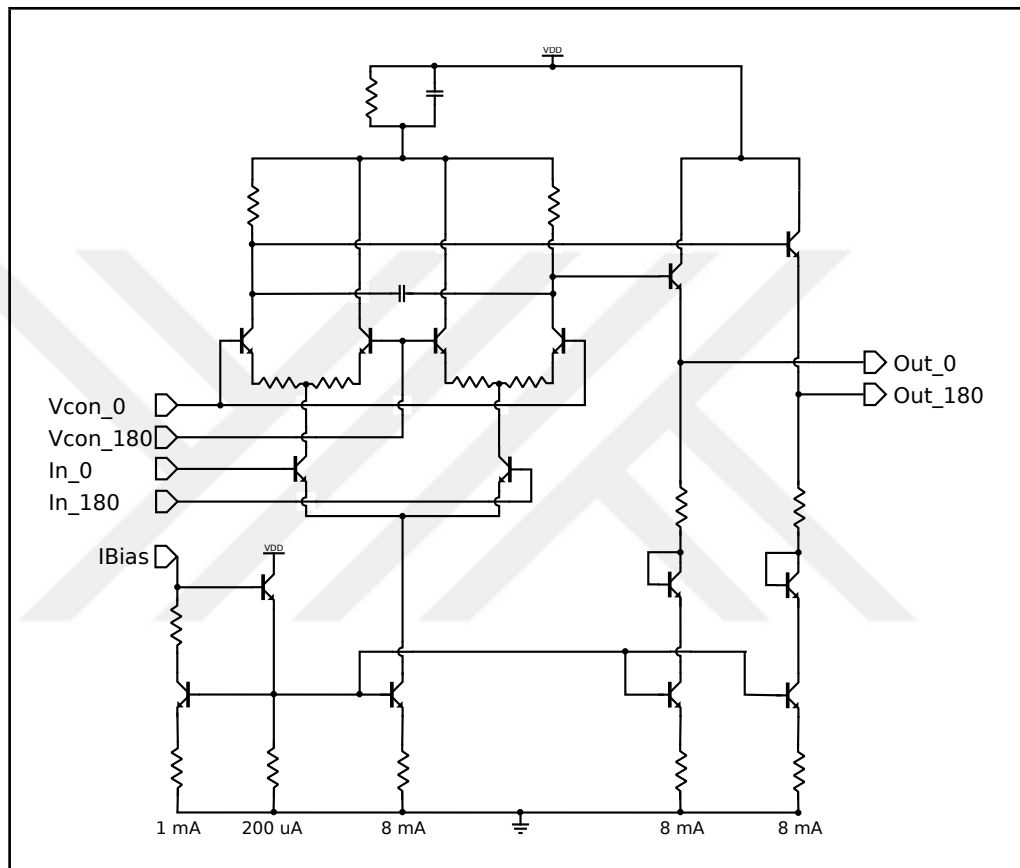 VDD
Out_0
Out_180
Vcon_0
Vcon_180
In_0
In_180
IBias
VDD
1 mA 200 uA 8 mA 8 mA 8 mA